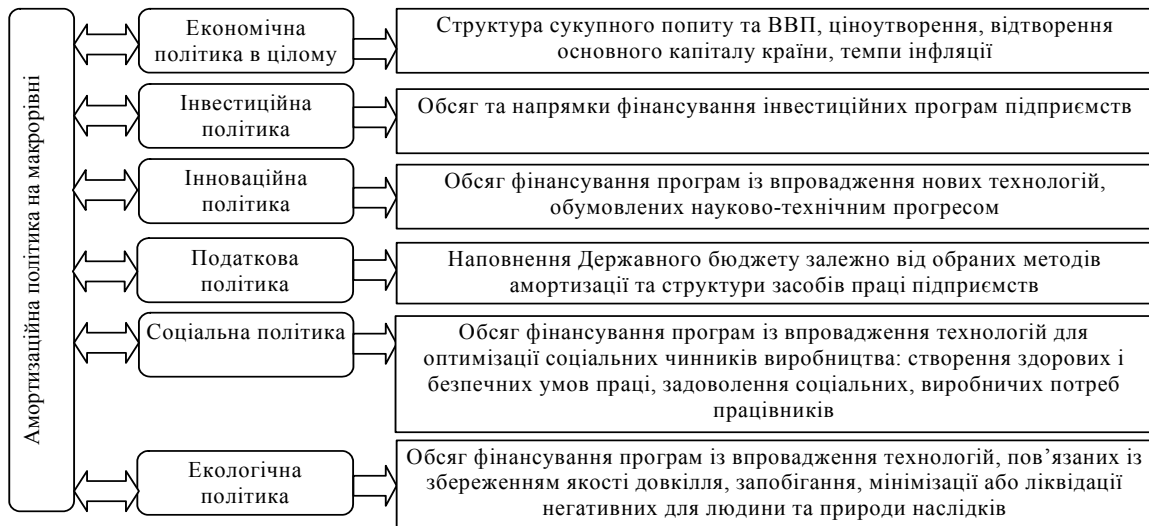 Амортизаційна політика на макрорівні
Економічна
політика в цілому
Структура сукупного попиту та ВВП, ціноутворення, відтворення
основного капіталу країни, темпи інфляції
Інвестиційна
політика
Обсяг та напрямки фінансування інвестиційних програм підприємств
Інноваційна
політика
Обсяг фінансування програм із впровадження нових технологій,
обумовлених науково-технічним прогресом
Податкова
політика
Наповнення Державного бюджету залежно від обраних методів
амортизації та структури засобів праці підприємств
Соціальна політика
Обсяг фінансування програм із впровадження технологій для
оптимізації соціальних чинників виробництва: створення здорових і
безпечних умов праці, задоволення соціальних, виробничих потреб
працівників
Екологічна
політика
Обсяг фінансування програм із впровадження технологій, пов’язаних із
збереженням якості довкілля, запобігання, мінімізації або ліквідації
негативних для людини та природи наслідків